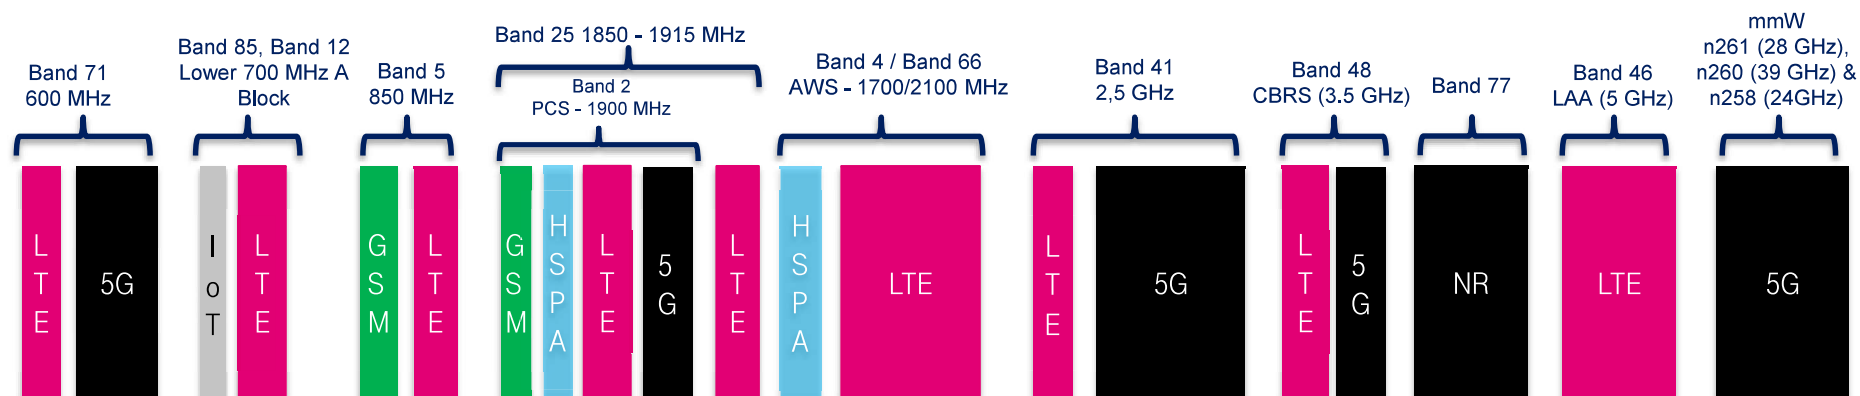 Band 71
600 MHz
Band 85, Band 12
Lower 700 MHz A
Block
Band 5
850 MHz
Band 25 1850 - 1915 MHz
Band 2
PCS - 1900 MHz
Band 4 / Band 66
AWS - 1700/2100 MHz
Band 41
2,5 GHz
Band 48
CBRS (3.5 GHz)
Band 77
Band 46
LAA (5 GHz)
mmW
n261 (28 GHz),
n260 (39 GHz) &
n258 (24GHz)
LTE
5G
IoT
LTE
GSM
LTE
GSM
HSPA
LTE
5G
LTE
HSPA
LTE
LTE
5G
LTE
5G
NR
LTE
5G